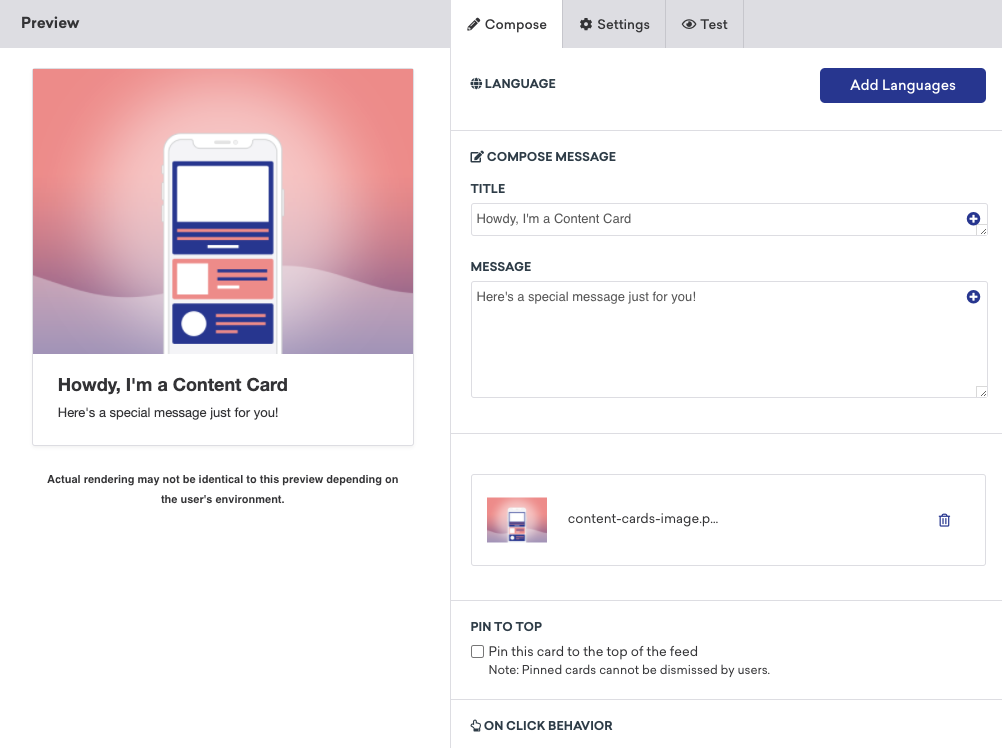 Preview
Compose
Settings
Test
LANGUAGE
Add Languages
COMPOSE MESSAGE
TITLE
Howdy, I'm a Content Card
MESSAGE
Here's a special message just for you!
Howdy, I'm a Content Card
Here's a special message just for you!
Actual rendering may not be identical to this preview depending on
the user's environment.
content-cards-image.p...
PIN TO TOP
Pin this card to the top of the feed
Note: Pinned cards cannot be dismissed by users.
ON CLICK BEHAVIOR